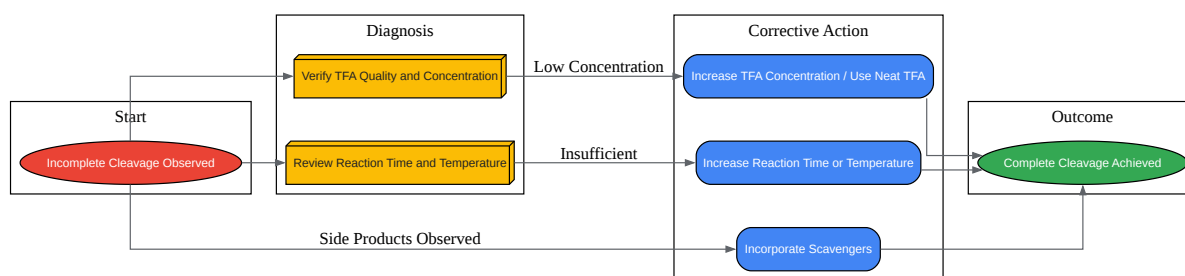 Start
Incomplete Cleavage Observed
Diagnosis
Verify TFA Quality and Concentration
Review Reaction Time and Temperature
Low Concentration
Insufficient
Side Products Observed
Corrective Action
Increase TFA Concentration / Use Neat TFA
Increase Reaction Time or Temperature
Incorporate Scavengers
Outcome
Complete Cleavage Achieved